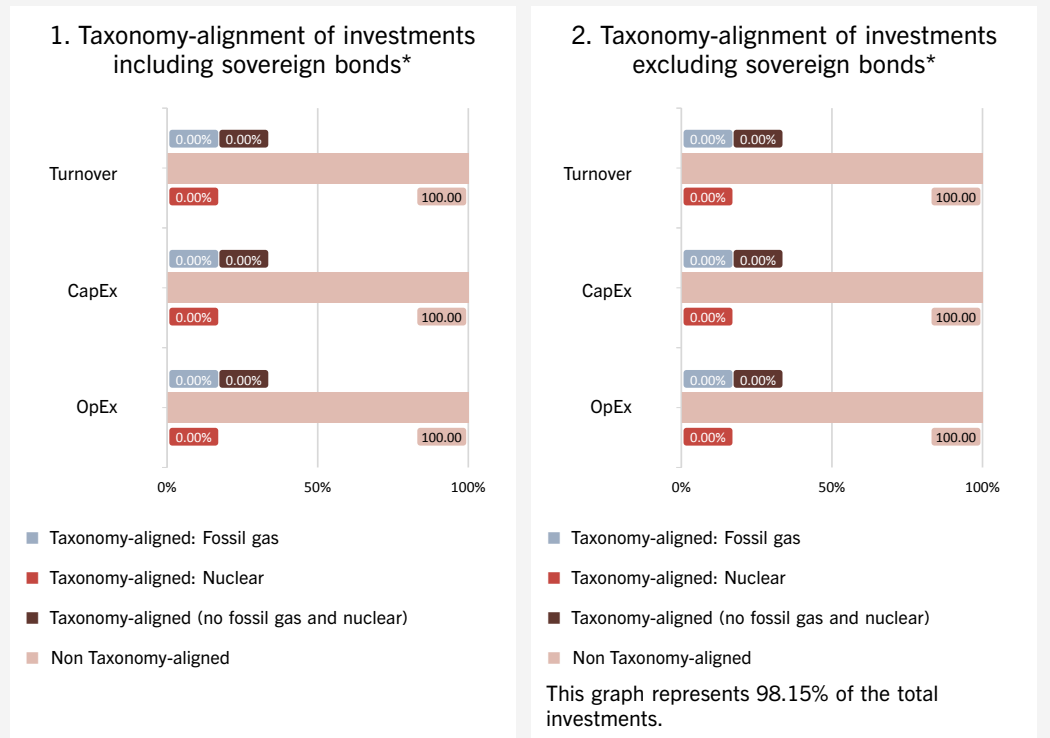 1. Taxonomy-alignment of investments
including sovereign bonds*
0.00% 0.00%
Turnover
0.00% 100.00
0.00% 0.00%
CapEx
0.00% 100.00
0.00% 0.00%
OpEx
0.00% 100.00
0% 50% 100%
Taxonomy-aligned: Fossil gas
Taxonomy-aligned: Nuclear
Taxonomy-aligned (no fossil gas and nuclear)
Non Taxonomy-aligned
2. Taxonomy-alignment of investments
excluding sovereign bonds*
0.00% 0.00%
Turnover
0.00% 100.00
0.00% 0.00%
CapEx
0.00% 100.00
0.00% 0.00%
OpEx
0.00% 100.00
0% 50% 100%
Taxonomy-aligned: Fossil gas
Taxonomy-aligned: Nuclear
Taxonomy-aligned (no fossil gas and nuclear)
Non Taxonomy-aligned
This graph represents 98.15% of the total
investments.